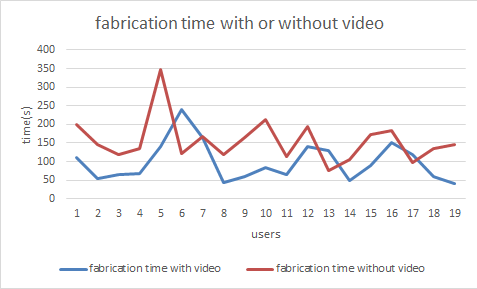 fabrication time with or without video
400
350
300
250
200
150
100
50
0
time(s)
1 2 3 4 5 6 7 8 9 10 11 12 13 14 15 16 17 18 19
users
fabrication time with video fabrication time without video